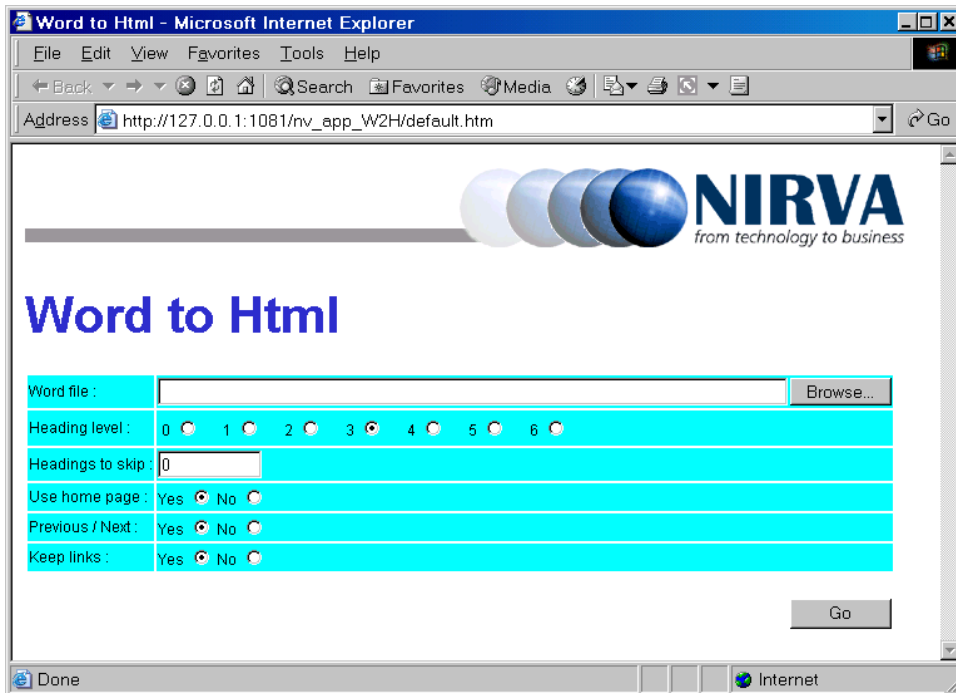 Word to Html - Microsoft Internet Explorer
File Edit View Favorites Tools Help
Back Search Favorites Media
Address http://127.0.0.1:1081/nv_app_W2H/default.htm Go
NIRVA
from technology to business
Word to Html
Word file : Browse...
Heading level : 0 1 2 3 4 5 6
Headings to skip : 0
Use home page : Yes No
Previous / Next : Yes No
Keep links : Yes No
Go
Done Internet